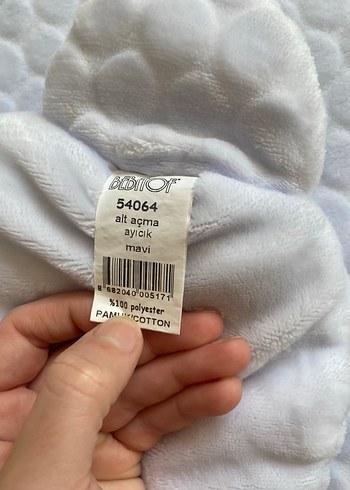 BEBİTOF
54064
alt açma
ayıcık
mavi
8 682040 005171
%100 polyester
PAMUK/COTTON